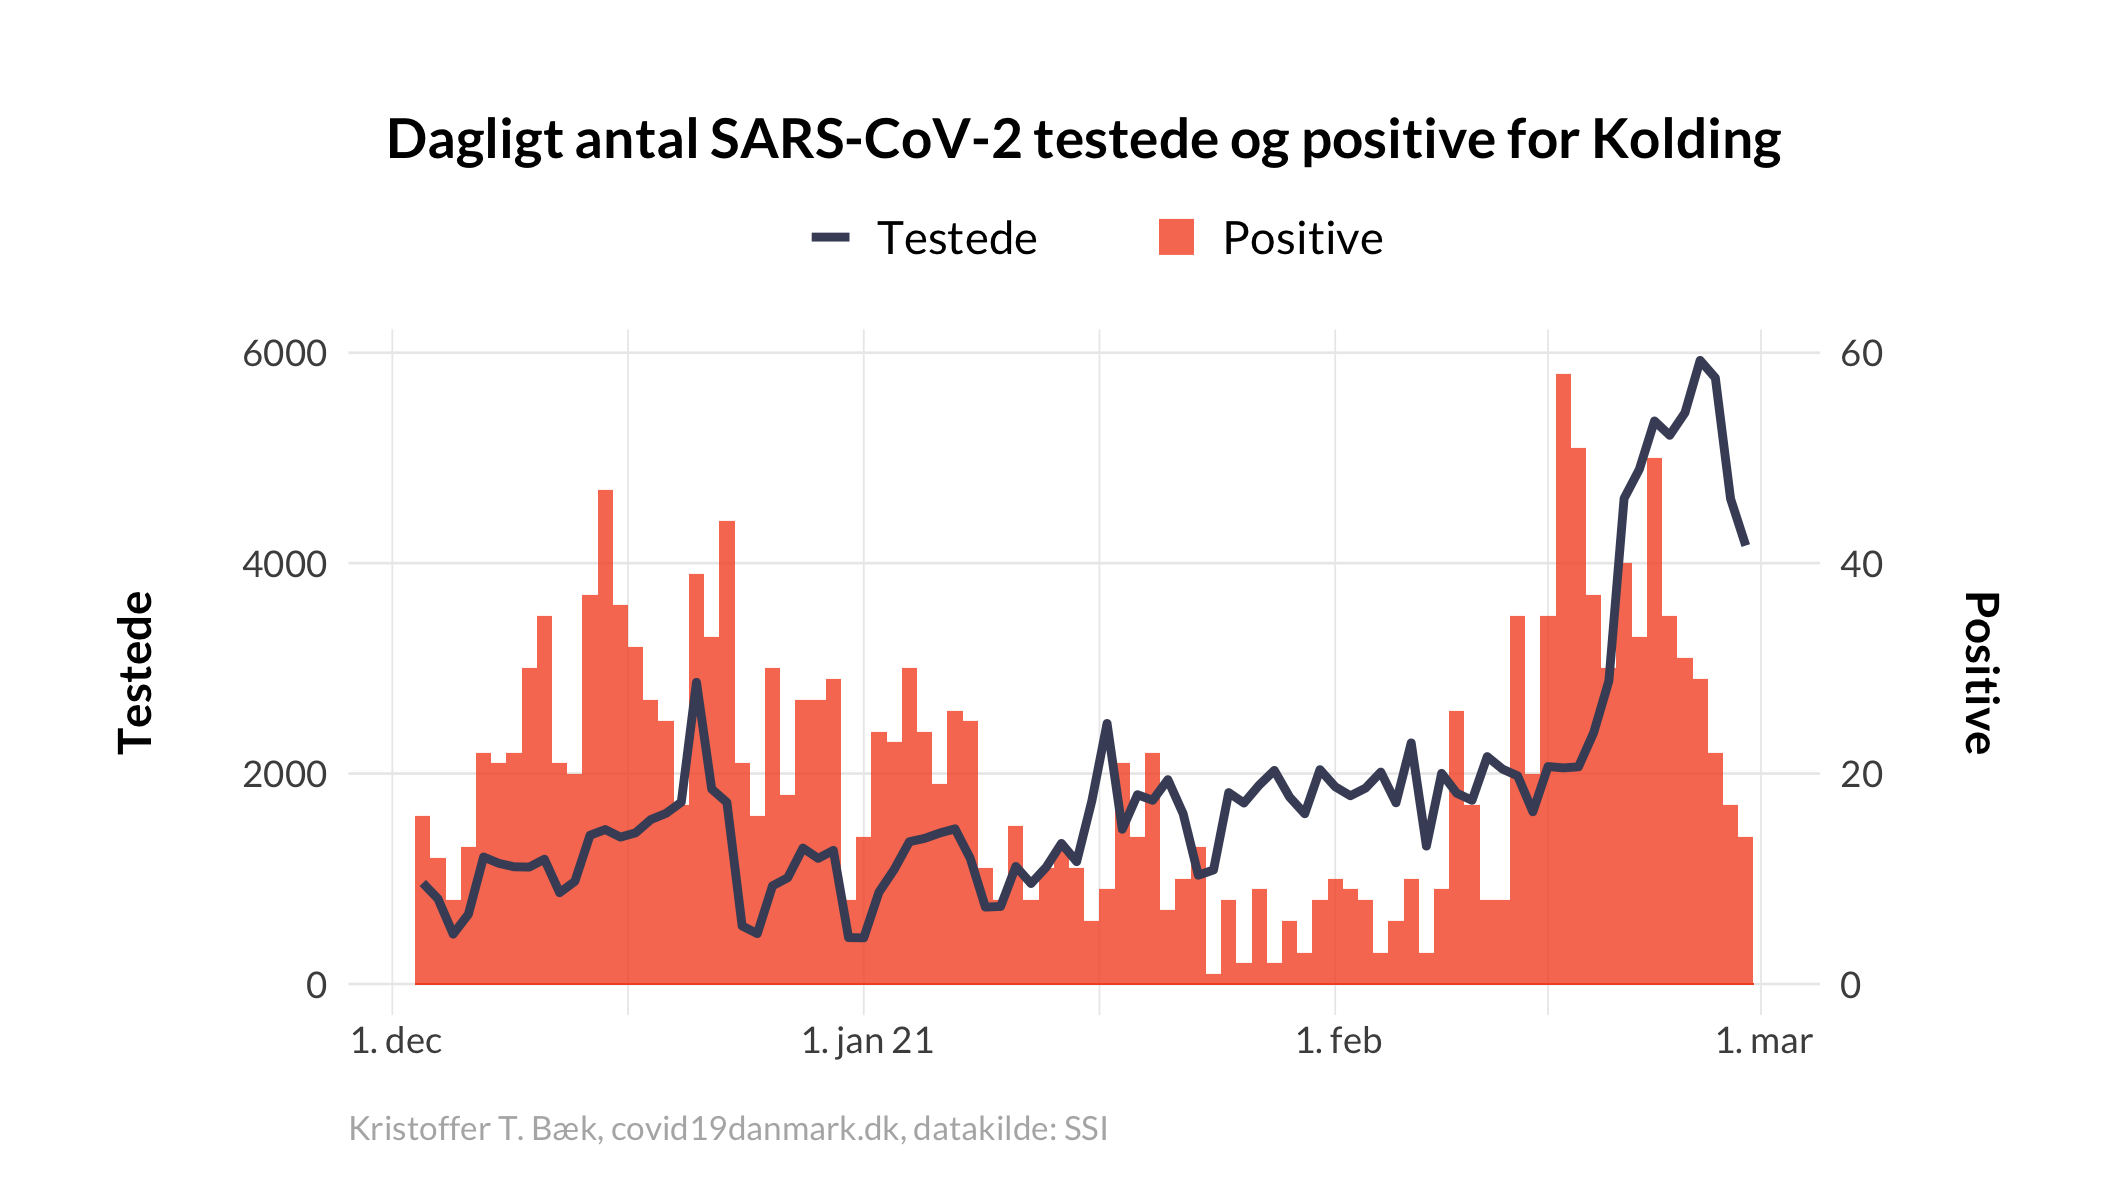 Dagligt antal SARS-CoV-2 testede og positive for Kolding
Testede
Positive
6000
4000
2000
0
Testede
60
40
20
0
Positive
1. dec
1. jan 21
1. feb
1. mar
Kristoffer T. Bæk, covid19danmark.dk, datakilde: SSI